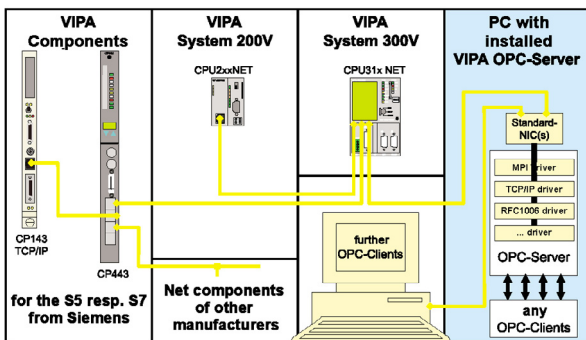 VIPA
Components
CP143
TCP/IP
CP443
for the S5 resp. S7
from Siemens
VIPA
System 200V
CPU2xxNET
Net components
of other
manufacturers
VIPA
System 300V
CPU31x NET
further
OPC-Clients
PC with
installed
VIPA OPC-Server
Standard-
NIC(s)
MPI driver
TCP/IP driver
RFC1006 driver
... driver
OPC-Server
any
OPC-Clients